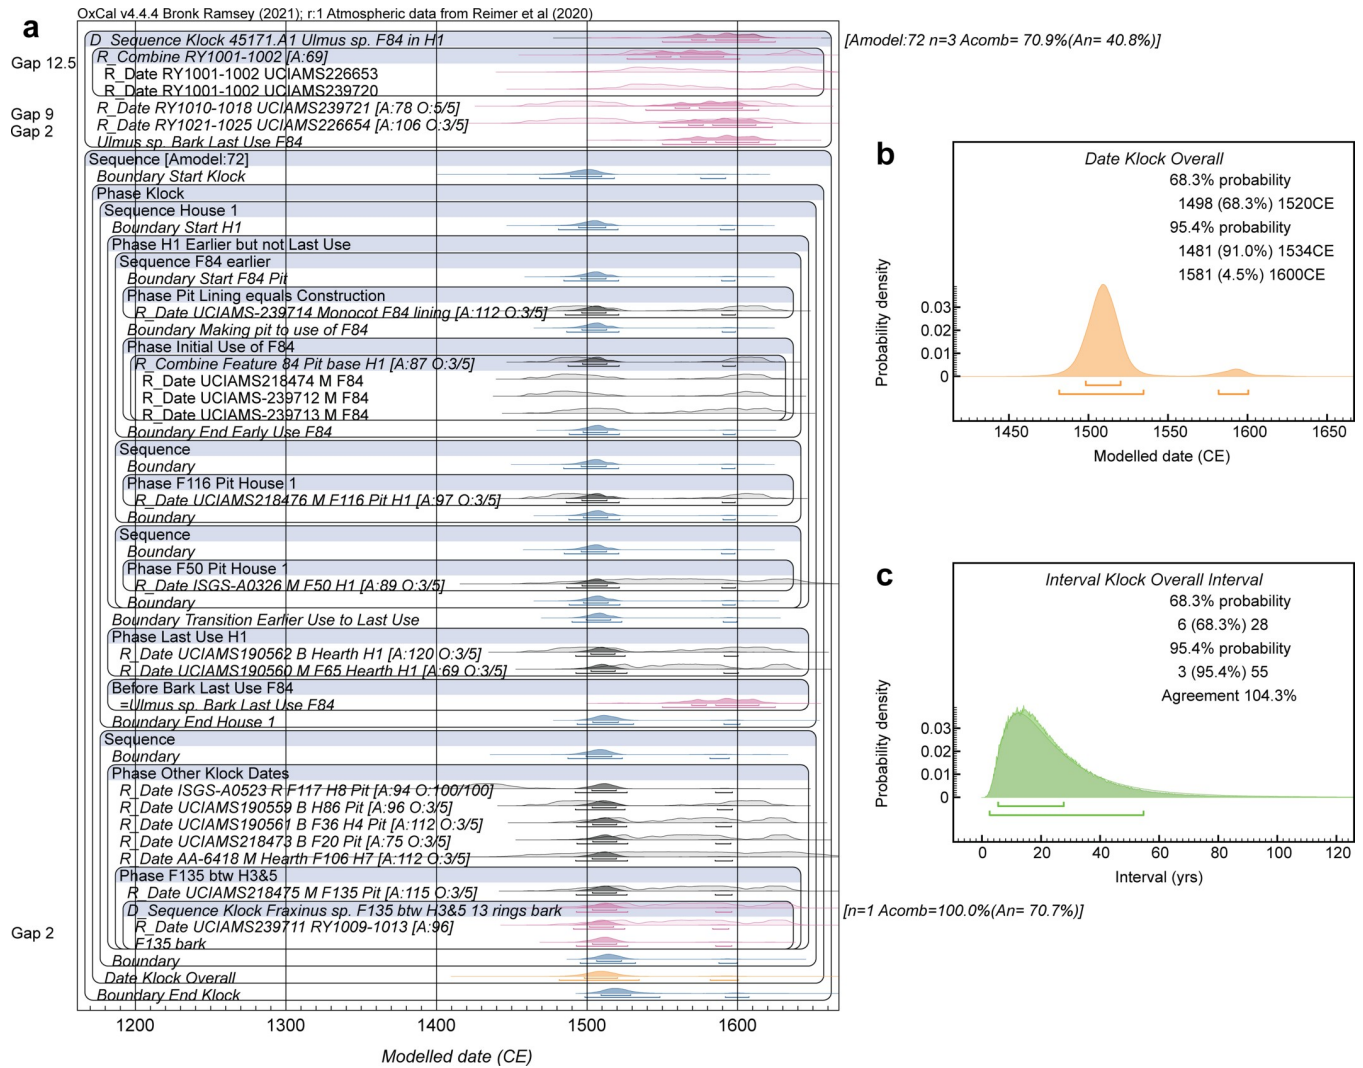 a
OxCal v4.4.4 Bronk Ramsey (2021); r:1 Atmospheric data from Reimer et al (2020)
D_Sequence Klock 45171.A1 Ulmus sp. F84 in H1
[Amodel:72 n=3 Acomb= 70.9%(An= 40.8%)]
R_Combine RY1001-1002 [A:69]
Gap 12.5
R_Date RY1001-1002 UCIAMS226653
R_Date RY1001-1002 UCIAMS239720
R_Date RY1010-1018 UCIAMS239721 [A:78 O:5/5]
Gap 9
R_Date RY1021-1025 UCIAMS226654 [A:106 O:3/5]
Gap 2
Ulmus sp. Bark Last Use F84
Sequence [Amodel:72]
Boundary Start Klock
Phase Klock
Sequence House 1
Boundary Start H1
Phase H1 Earlier but not Last Use
Sequence F84 earlier
Boundary Start F84 Pit
Phase Pit Lining equals Construction
R_Date UCIAMS-239714 Monocot F84 lining [A:112 O:3/5]
Boundary Making pit to use of F84
Phase Initial Use of F84
R_Combine Feature 84 Pit base H1 [A:87 O:3/5]
R_Date UCIAMS218474 M F84
R_Date UCIAMS-239712 M F84
R_Date UCIAMS-239713 M F84
Boundary End Early Use F84
Sequence
Boundary
Phase F116 Pit House 1
R_Date UCIAMS218476 M F116 Pit H1 [A:97 O:3/5]
Boundary
Sequence
Boundary
Phase F50 Pit House 1
R_Date ISGS-A0326 M F50 H1 [A:89 O:3/5]
Boundary
Boundary Transition Earlier Use to Last Use
Phase Last Use H1
R_Date UCIAMS190562 B Hearth H1 [A:120 O:3/5]
R_Date UCIAMS190560 M F65 Hearth H1 [A:69 O:3/5]
Before Bark Last Use F84
=Ulmus sp. Bark Last Use F84
Boundary End House 1
Sequence
Boundary
Phase Other Klock Dates
R_Date ISGS-A0523 R F117 H8 Pit [A:94 O:100/100]
R_Date UCIAMS190559 B H86 Pit [A:96 O:3/5]
R_Date UCIAMS190561 B F36 H4 Pit [A:112 O:3/5]
R_Date UCIAMS218473 B F20 Pit [A:75 O:3/5]
R_Date AA-6418 M Hearth F106 H7 [A:112 O:3/5]
Phase F135 btw H3&5
R_Date UCIAMS218475 M F135 Pit [A:115 O:3/5]
D_Sequence Klock Fraxinus sp. F135 btw H3&5 13 rings bark
[n=1 Acomb=100.0%(An= 70.7%)]
R_Date UCIAMS239711 RY1009-1013 [A:96]
Gap 2
F135 bark
Boundary
Date Klock Overall
Boundary End Klock
1200 1300 1400 1500 1600
Modelled date (CE)
b
Date Klock Overall
68.3% probability
1498 (68.3%) 1520CE
95.4% probability
1481 (91.0%) 1534CE
1581 (4.5%) 1600CE
Probability density
0.03
0.02
0.01
0
1450 1500 1550 1600 1650
Modelled date (CE)
c
Interval Klock Overall Interval
68.3% probability
6 (68.3%) 28
95.4% probability
3 (95.4%) 55
Agreement 104.3%
Probability density
0.03
0.02
0.01
0
0 20 40 60 80 100 120
Interval (yrs)